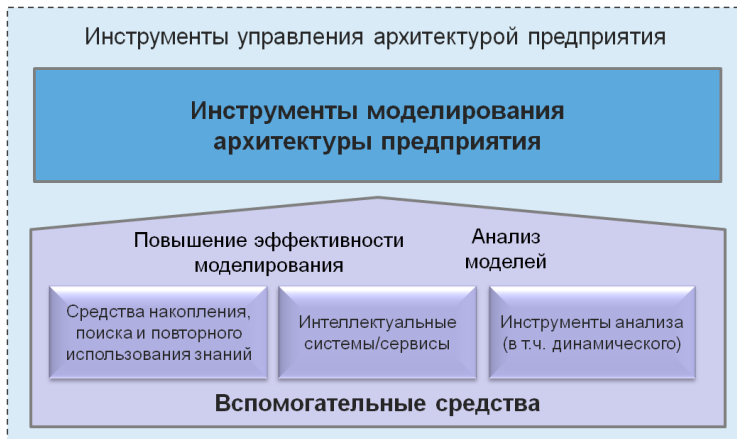 Инструменты управления архитектурой предприятия
Инструменты моделирования
архитектуры предприятия
Повышение эффективности
моделирования
Анализ
моделей
Средства накопления,
поиска и повторного
использования знаний
Интеллектуальные
системы/сервисы
Инструменты анализа
(в т.ч. динамического)
Вспомогательные средства